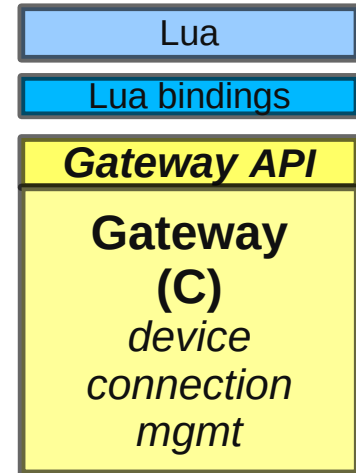 Lua
Lua bindings
Gateway API
Gateway
(C)
device
connection
mgmt